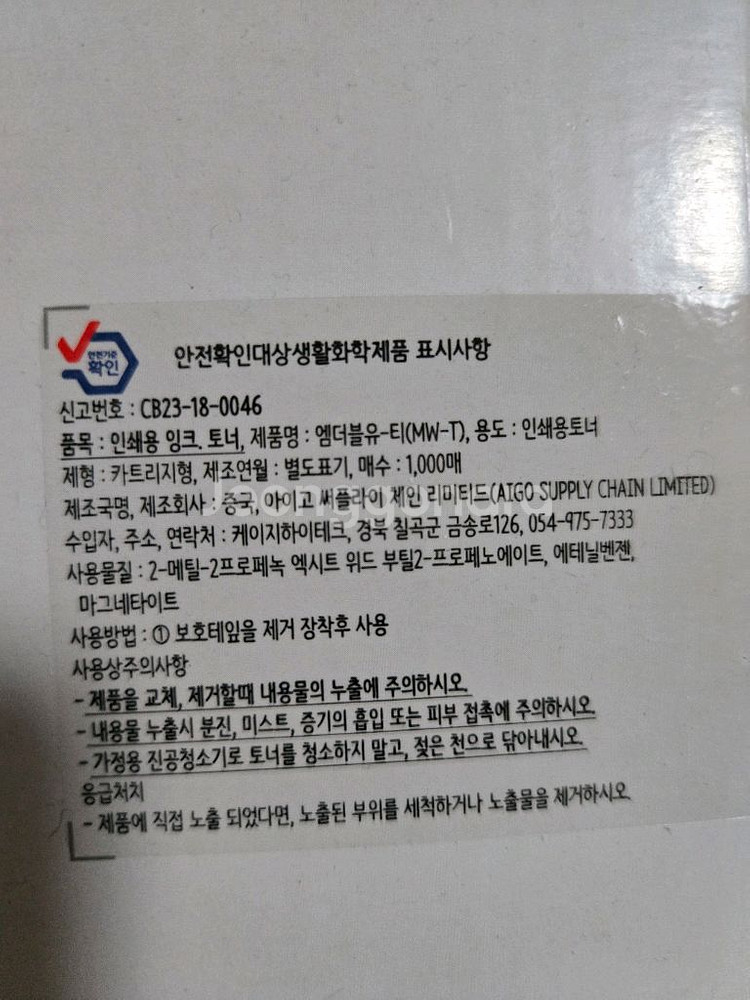 안전기준
확인
안전확인대상생활화학제품 표시사항
신고번호 : CB23-18-0046
품목 : 인쇄용 잉크. 토너, 제품명 : 엠더블유-티(MW-T), 용도 : 인쇄용토너
제형 : 카트리지형, 제조연월 : 별도표기, 매수 : 1,000매
제조국명, 제조회사 : 중국, 아이고 써플라이 체인 리미티드(AIGO SUPPLY CHAIN LIMITED)
수입자, 주소, 연락처 : 케이지하이테크, 경북 칠곡군 금송로126, 054-975-7333
사용물질 : 2-메틸-2프로페녹 엑시트 위드 부틸2-프로페노에이트, 에테닐벤젠,
마그네타이트
사용방법 : ① 보호테잎을 제거 장착후 사용
사용상주의사항
- 제품을 교체, 제거할때 내용물의 누출에 주의하시오.
- 내용물 누출시 분진, 미스트, 증기의 흡입 또는 피부 접촉에 주의하시오.
- 가정용 진공청소기로 토너를 청소하지 말고, 젖은 천으로 닦아내시오.
응급처치
- 제품에 직접 노출 되었다면, 노출된 부위를 세척하거나 노출물을 제거하시오